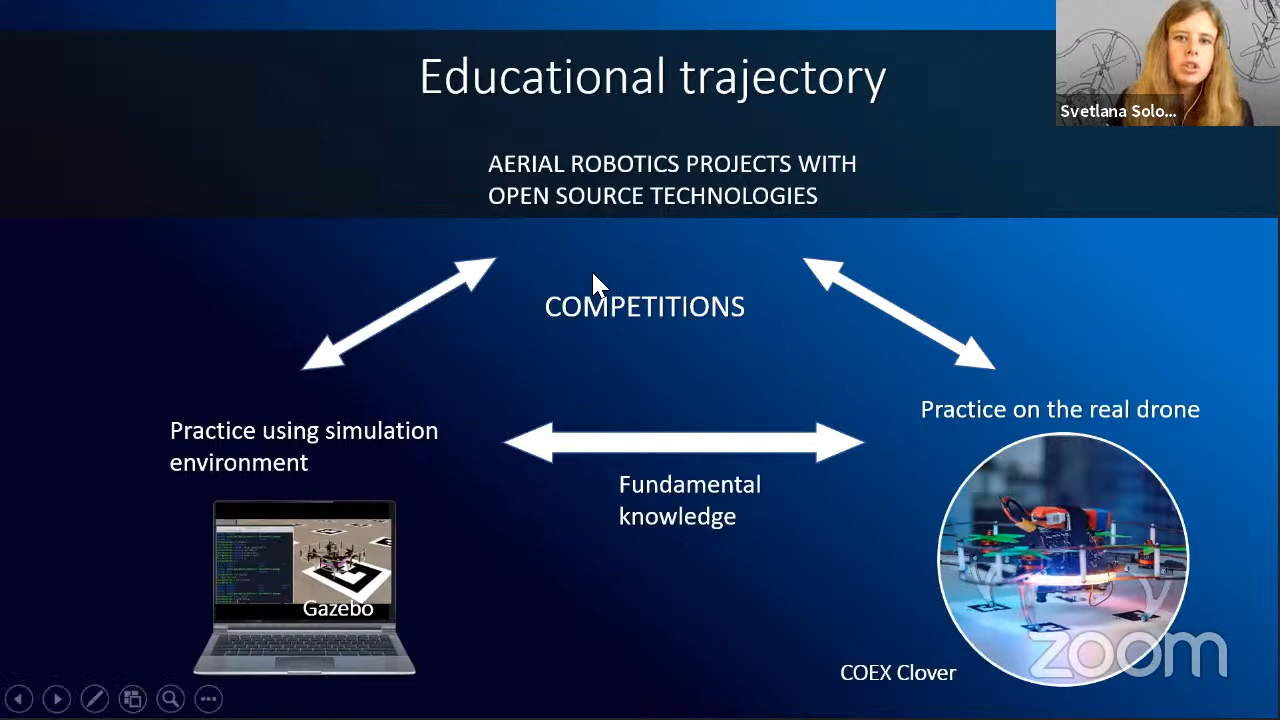 Educational trajectory
Svetlana Solo...
AERIAL ROBOTICS PROJECTS WITH
OPEN SOURCE TECHNOLOGIES
COMPETITIONS
Practice on the real drone
Practice using simulation
environment
Fundamental
knowledge
Gazebo
zoom
COEX Clover